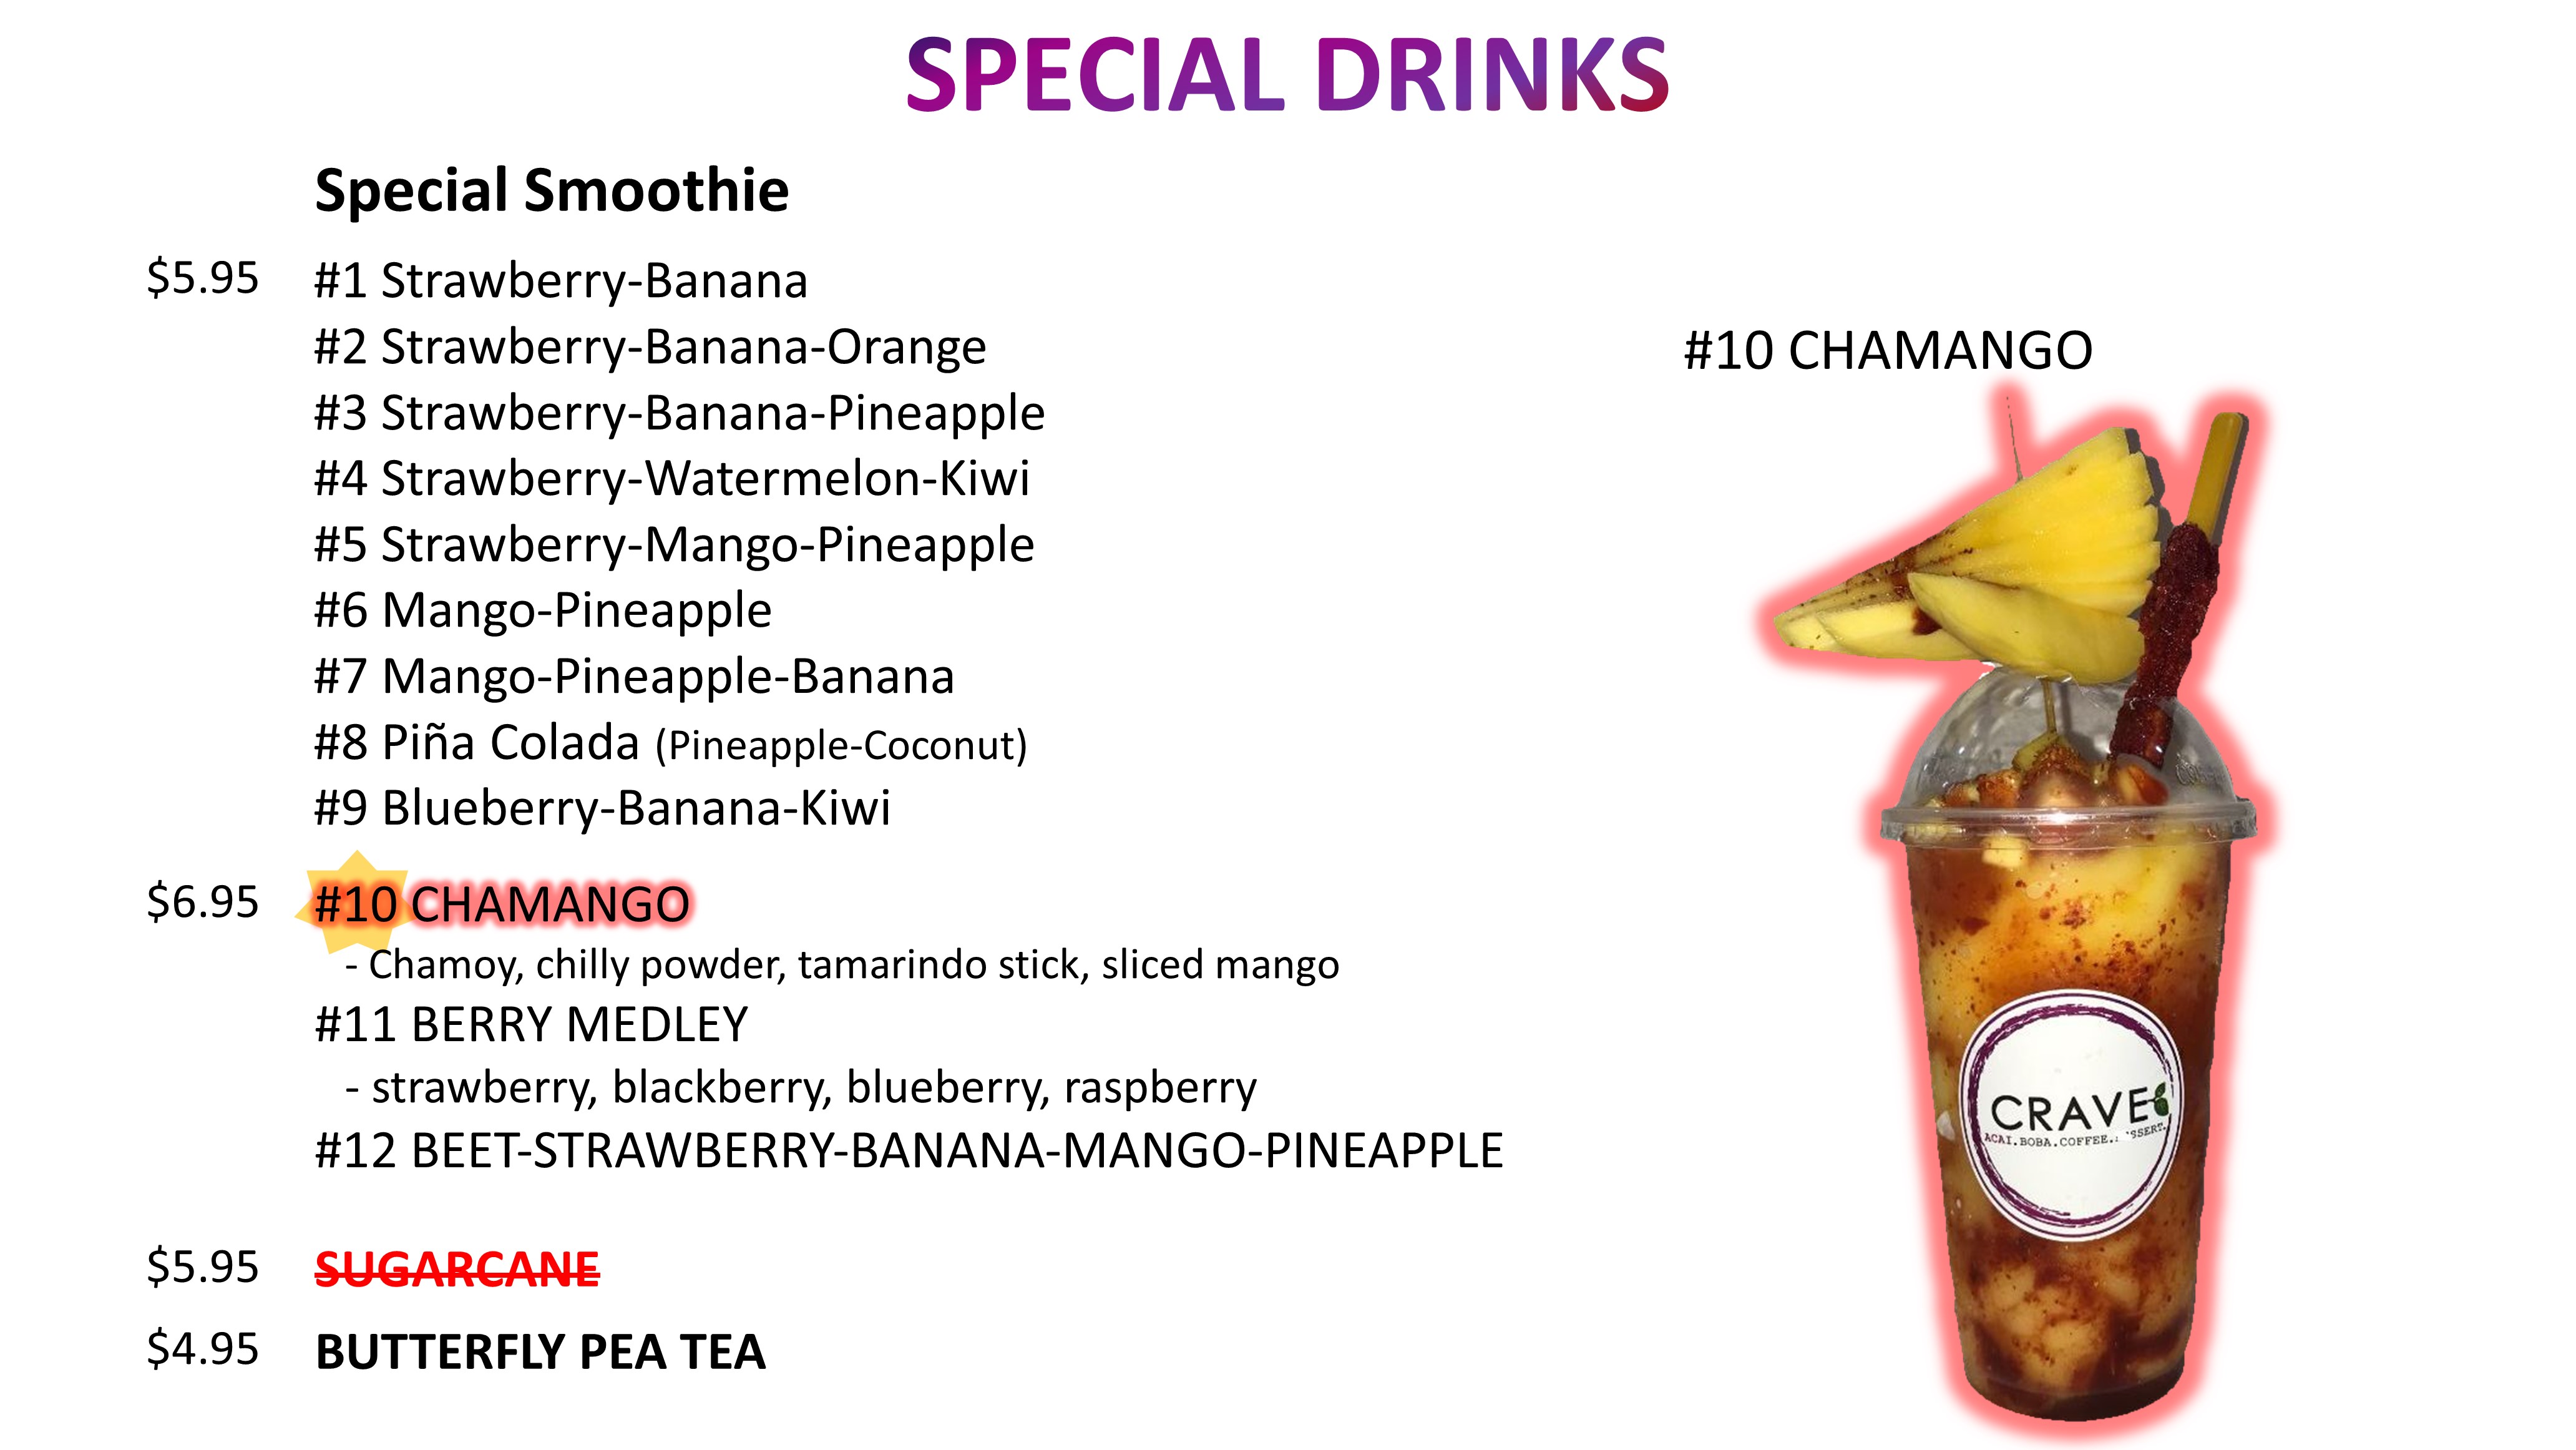 SPECIAL DRINKS
Special Smoothie
$5.95 #1 Strawberry-Banana
#2 Strawberry-Banana-Orange
#3 Strawberry-Banana-Pineapple
#4 Strawberry-Watermelon-Kiwi
#5 Strawberry-Mango-Pineapple
#6 Mango-Pineapple
#7 Mango-Pineapple-Banana
#8 Piña Colada (Pineapple-Coconut)
#9 Blueberry-Banana-Kiwi
$6.95 #10 CHAMANGO
- Chamoy, chilly powder, tamarindo stick, sliced mango
#11 BERRY MEDLEY
- strawberry, blackberry, blueberry, raspberry
#12 BEET-STRAWBERRY-BANANA-MANGO-PINEAPPLE
$5.95 SUGARCANE
$4.95 BUTTERFLY PEA TEA
#10 CHAMANGO
CRAVE
ACAI.BOBA.COFFEE.